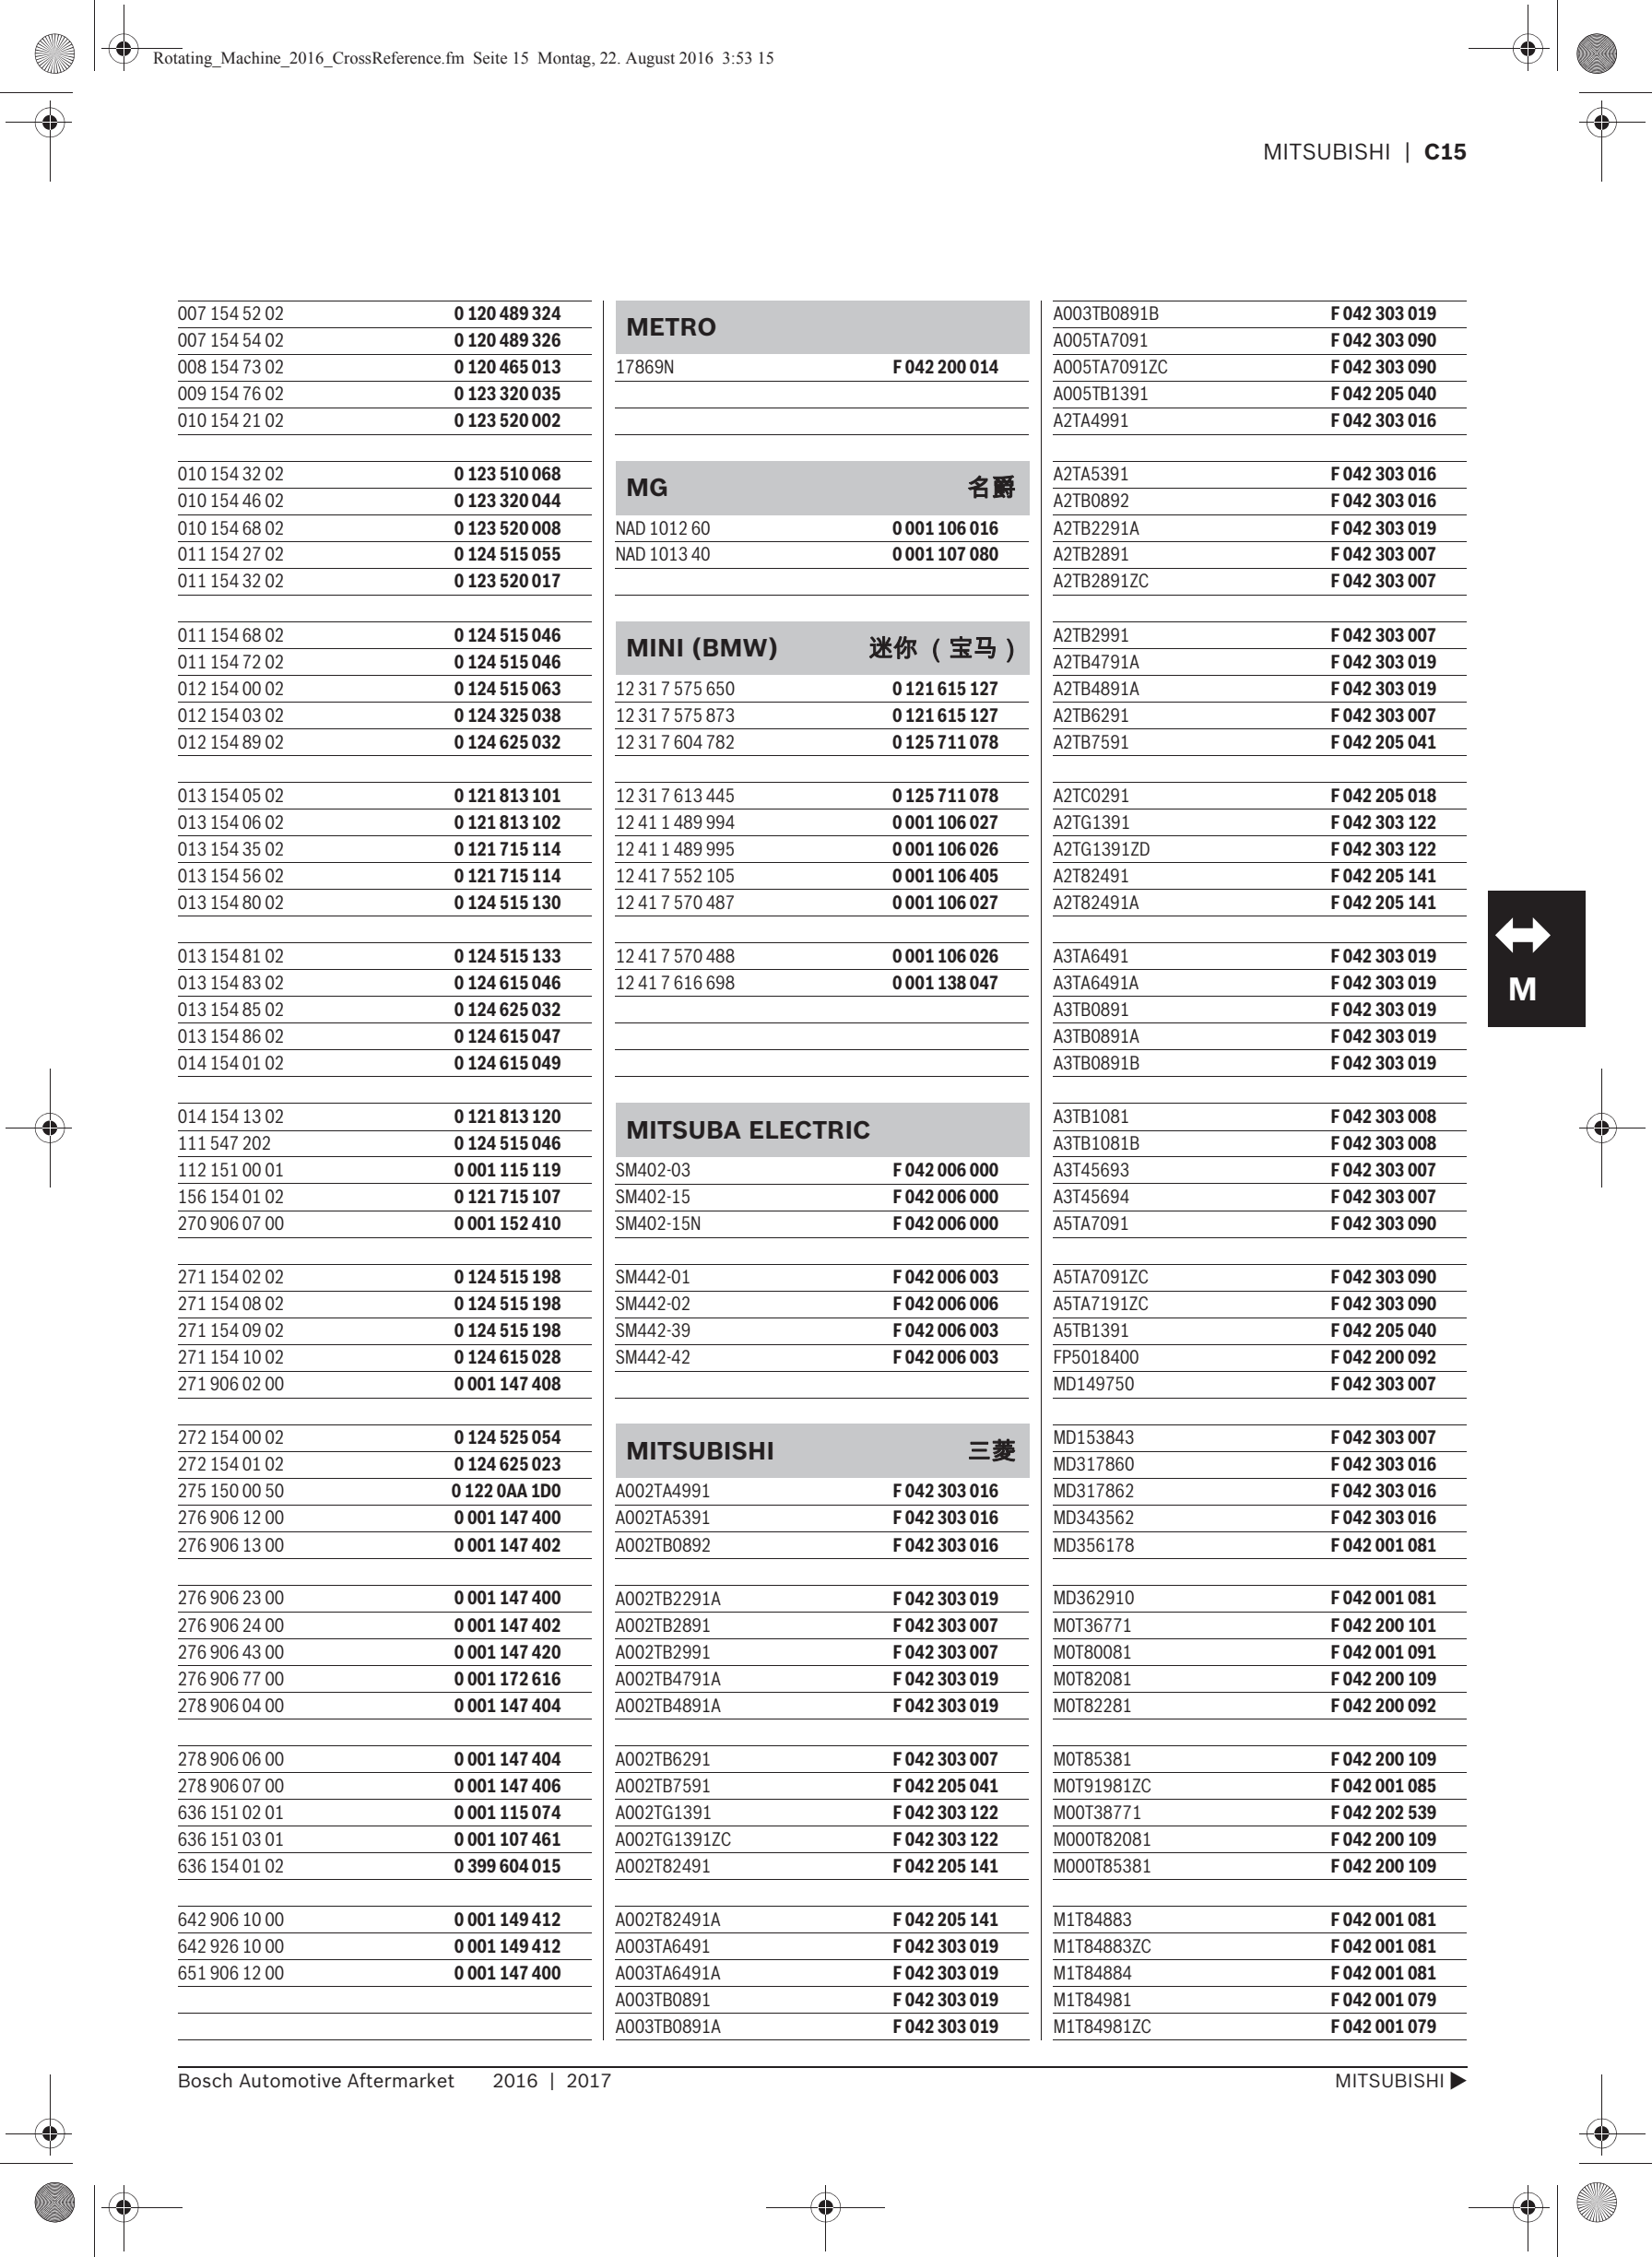 Rotating_Machine_2016_CrossReference.fm Seite 15 Montag, 22. August 2016 3:53 15
MITSUBISHI | C15
007 154 52 02 0 120 489 324
007 154 54 02 0 120 489 326
008 154 73 02 0 120 465 013
009 154 76 02 0 123 320 035
010 154 21 02 0 123 520 002
010 154 32 02 0 123 510 068
010 154 46 02 0 123 320 044
010 154 68 02 0 123 520 008
011 154 27 02 0 124 515 055
011 154 32 02 0 123 520 017
011 154 68 02 0 124 515 046
011 154 72 02 0 124 515 046
012 154 00 02 0 124 515 063
012 154 03 02 0 124 325 038
012 154 89 02 0 124 625 032
013 154 05 02 0 121 813 101
013 154 06 02 0 121 813 102
013 154 35 02 0 121 715 114
013 154 56 02 0 121 715 114
013 154 80 02 0 124 515 130
013 154 81 02 0 124 515 133
013 154 83 02 0 124 615 046
013 154 85 02 0 124 625 032
013 154 86 02 0 124 615 047
014 154 01 02 0 124 615 049
014 154 13 02 0 121 813 120
111 547 202 0 124 515 046
112 151 00 01 0 001 115 119
156 154 01 02 0 121 715 107
270 906 07 00 0 001 152 410
271 154 02 02 0 124 515 198
271 154 08 02 0 124 515 198
271 154 09 02 0 124 515 198
271 154 10 02 0 124 615 028
271 906 02 00 0 001 147 408
272 154 00 02 0 124 525 054
272 154 01 02 0 124 625 023
275 150 00 50 0 122 0AA 1D0
276 906 12 00 0 001 147 400
276 906 13 00 0 001 147 402
276 906 23 00 0 001 147 400
276 906 24 00 0 001 147 402
276 906 43 00 0 001 147 420
276 906 77 00 0 001 172 616
278 906 04 00 0 001 147 404
278 906 06 00 0 001 147 404
278 906 07 00 0 001 147 406
636 151 02 01 0 001 115 074
636 151 03 01 0 001 107 461
636 154 01 02 0 399 604 015
642 906 10 00 0 001 149 412
642 926 10 00 0 001 149 412
651 906 12 00 0 001 147 400
METRO
17869N F 042 200 014
MG 名爵
NAD 1012 60 0 001 106 016
NAD 1013 40 0 001 107 080
MINI (BMW) 迷你 ( 宝马 )
12 31 7 575 650 0 121 615 127
12 31 7 575 873 0 121 615 127
12 31 7 604 782 0 125 711 078
12 31 7 613 445 0 125 711 078
12 41 1 489 994 0 001 106 027
12 41 1 489 995 0 001 106 026
12 41 7 552 105 0 001 106 405
12 41 7 570 487 0 001 106 027
12 41 7 570 488 0 001 106 026
12 41 7 616 698 0 001 138 047
MITSUBA ELECTRIC
SM402-03 F 042 006 000
SM402-15 F 042 006 000
SM402-15N F 042 006 000
SM442-01 F 042 006 003
SM442-02 F 042 006 006
SM442-39 F 042 006 003
SM442-42 F 042 006 003
MITSUBISHI 三菱
A002TA4991 F 042 303 016
A002TA5391 F 042 303 016
A002TB0892 F 042 303 016
A002TB2291A F 042 303 019
A002TB2891 F 042 303 007
A002TB2991 F 042 303 007
A002TB4791A F 042 303 019
A002TB4891A F 042 303 019
A002TB6291 F 042 303 007
A002TB7591 F 042 205 041
A002TG1391 F 042 303 122
A002TG1391ZC F 042 303 122
A002T82491 F 042 205 141
A002T82491A F 042 205 141
A003TA6491 F 042 303 019
A003TA6491A F 042 303 019
A003TB0891 F 042 303 019
A003TB0891A F 042 303 019
A003TB0891B F 042 303 019
A005TA7091 F 042 303 090
A005TA7091ZC F 042 303 090
A005TB1391 F 042 205 040
A2TA4991 F 042 303 016
A2TA5391 F 042 303 016
A2TB0892 F 042 303 016
A2TB2291A F 042 303 019
A2TB2891 F 042 303 007
A2TB2891ZC F 042 303 007
A2TB2991 F 042 303 007
A2TB4791A F 042 303 019
A2TB4891A F 042 303 019
A2TB6291 F 042 303 007
A2TB7591 F 042 205 041
A2TC0291 F 042 205 018
A2TG1391 F 042 303 122
A2TG1391ZD F 042 303 122
A2T82491 F 042 205 141
A2T82491A F 042 205 141
A3TA6491 F 042 303 019
A3TA6491A F 042 303 019
A3TB0891 F 042 303 019
A3TB0891A F 042 303 019
A3TB0891B F 042 303 019
A3TB1081 F 042 303 008
A3TB1081B F 042 303 008
A3T45693 F 042 303 007
A3T45694 F 042 303 007
A5TA7091 F 042 303 090
A5TA7091ZC F 042 303 090
A5TA7191ZC F 042 303 090
A5TB1391 F 042 205 040
FP5018400 F 042 200 092
MD149750 F 042 303 007
MD153843 F 042 303 007
MD317860 F 042 303 016
MD317862 F 042 303 016
MD343562 F 042 303 016
MD356178 F 042 001 081
MD362910 F 042 001 081
M0T36771 F 042 200 101
M0T80081 F 042 001 091
M0T82081 F 042 200 109
M0T82281 F 042 200 092
M0T85381 F 042 200 109
M0T91981ZC F 042 001 085
M00T38771 F 042 202 539
M000T82081 F 042 200 109
M000T85381 F 042 200 109
M1T84883 F 042 001 081
M1T84883ZC F 042 001 081
M1T84884 F 042 001 081
M1T84981 F 042 001 079
M1T84981ZC F 042 001 079
M
Bosch Automotive Aftermarket 2016 | 2017
MITSUBISHI